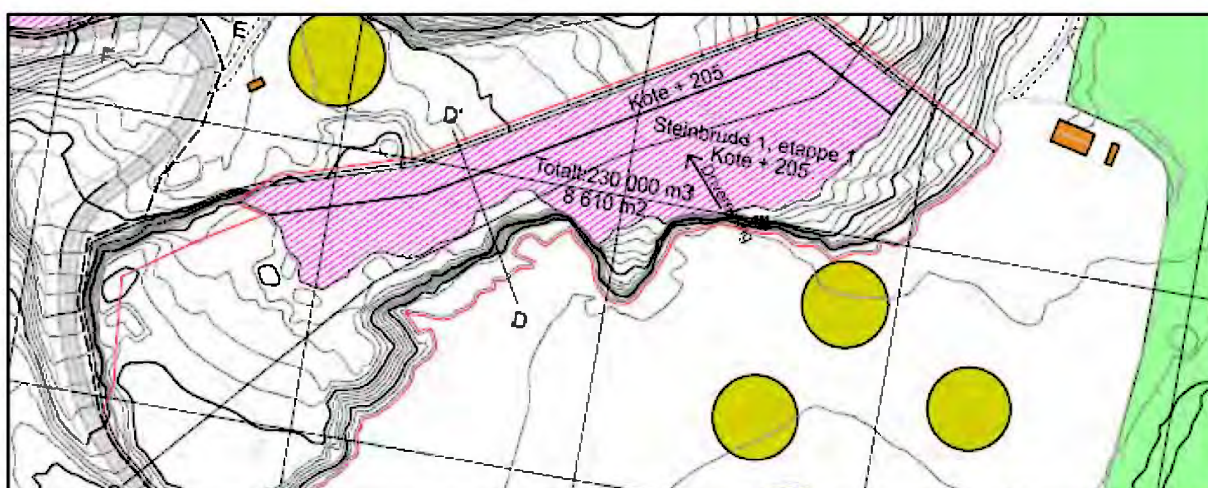 E
D'
Kote + 205
Steinbrudd 1, etappe 1
Kote + 205
Totalt:230 000 m3
8 610 m2
D